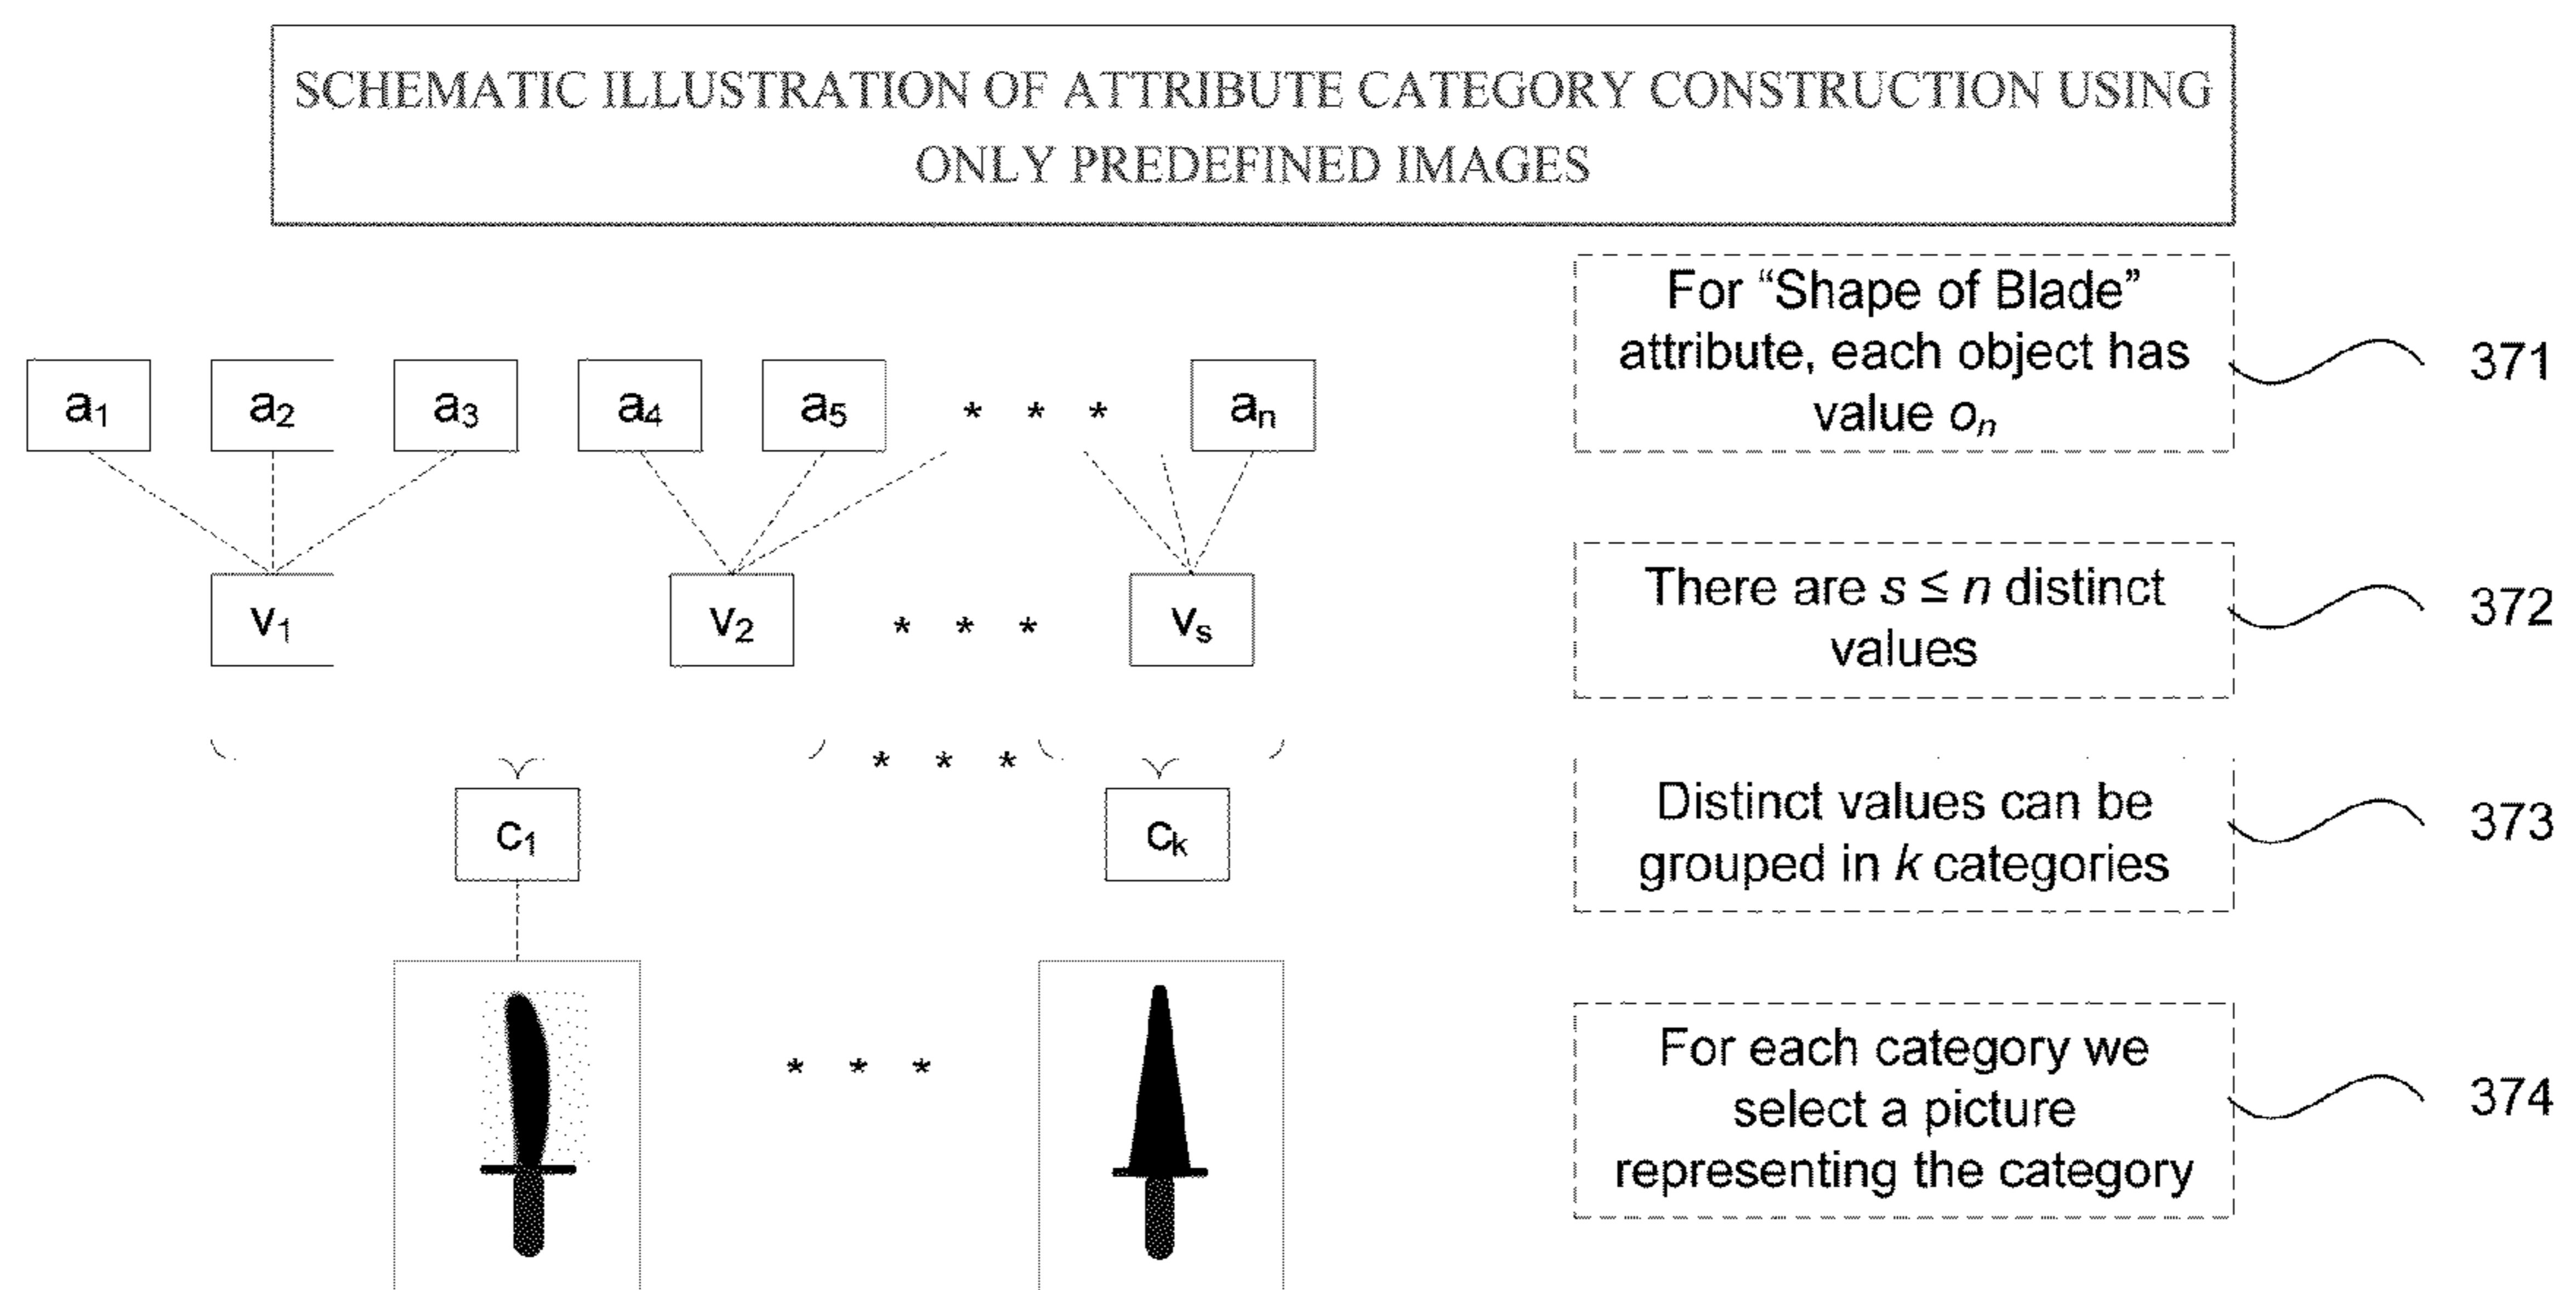 SCHEMATIC ILLUSTRATION OF ATTRIBUTE CATEGORY CONSTRUCTION USING
ONLY PREDEFINED IMAGES
For “Shape of Blade”
attribute, each object has
value oₙ
371
a₁ a₂ a₃ a₄ a₅ * * * aₙ
There are s ≤ n distinct
values
372
v₁ v₂ * * * vₛ
* * *
Distinct values can be
grouped in k categories
373
c₁ cₖ
For each category we
select a picture
representing the category
374
* * *